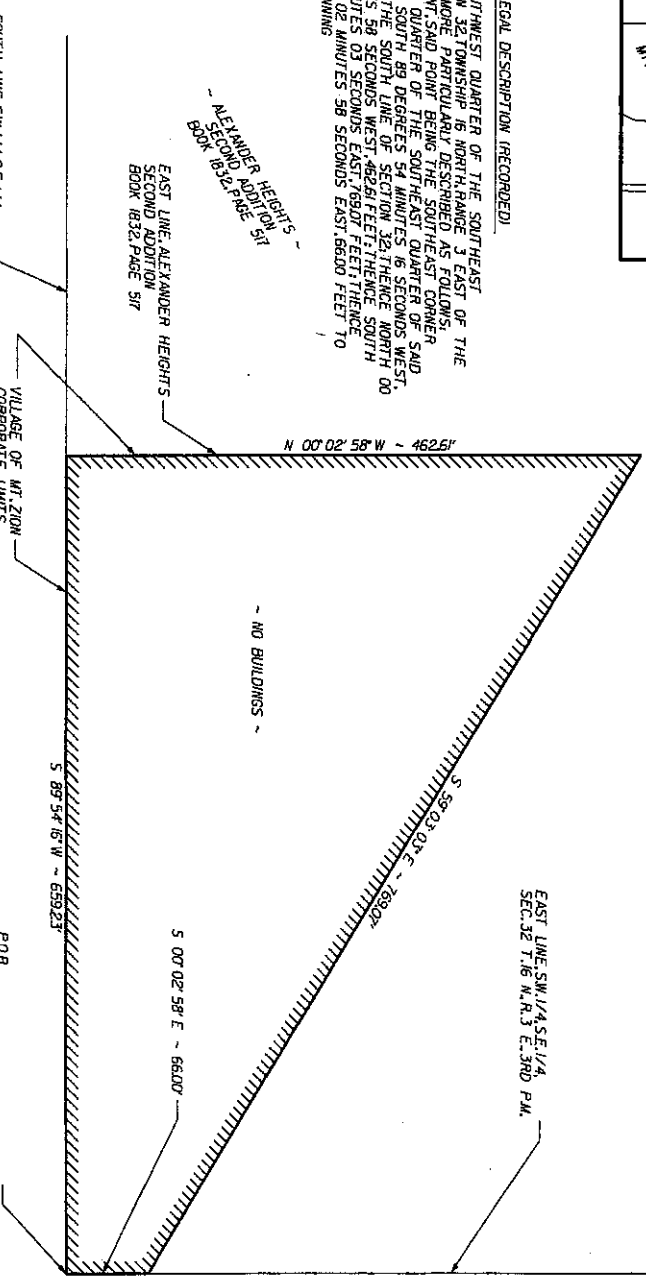 EGAL DESCRIPTION (RECORDED)
THWEST QUARTER OF THE SOUTHEAST
N 32, TOWNSHIP 16 NORTH, RANGE 3 EAST OF THE
MORE PARTICULARLY DESCRIBED AS FOLLOWS:
NT, SAID POINT BEING THE SOUTHEAST CORNER
QUARTER OF THE SOUTHEAST QUARTER OF SAID
SOUTH 89 DEGREES 54 MINUTES 16 SECONDS WEST,
THE SOUTH LINE OF SECTION 32; THENCE NORTH 00
S 58 SECONDS WEST, 462.61 FEET; THENCE SOUTH
UTES 03 SECONDS EAST, 769.07 FEET; THENCE
02 MINUTES 58 SECONDS EAST, 66.00 FEET TO
NNING
~ ALEXANDER HEIGHTS ~
SECOND ADDITION
BOOK 1832, PAGE 517
EAST LINE, ALEXANDER HEIGHTS
SECOND ADDITION
BOOK 1832, PAGE 517
N 00° 02' 58" W ~ 462.61'
S 59° 03' 03" E ~ 769.07'
EAST LINE, S.W. 1/4, S.E. 1/4,
SEC. 32 T. 16 N., R. 3 E., 3RD P.M.
~ NO BUILDINGS ~
S 00° 02' 58" E ~ 66.00'
S 89° 54' 16" W ~ 659.23'
VILLAGE OF MT. ZION
CORPORATE LIMITS
P.O.B.